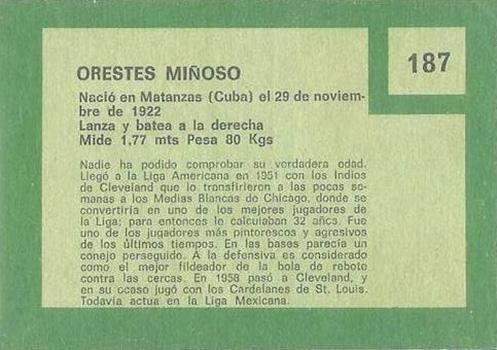 187
ORESTES MIÑOSO
Nació en Matanzas (Cuba) el 29 de noviem-
bre de 1922
Lanza y batea a la derecha
Mide 1,77 mts Pesa 80 Kgs
Nadie ha podido comprobar su verdadera edad.
Llegó a la Liga Americana en 1951 con los Indios
de Cleveland que lo transfirieron a las pocas se-
manas a los Medias Blancas de Chicago, donde se
convertiría en uno de los mejores jugadores de
la Liga; para entonces le calculaban 32 años. Fue
uno de los jugadores más pintorescos y agresivos
de los últimos tiempos. En las bases parecía un
conejo perseguido. A la defensiva es considerado
como el mejor fildeador de la bola de rebote
contra las cercas. En 1958 pasó a Cleveland, y
en su ocaso jugó con los Cardelanes de St. Louis.
Todavía actua en la Liga Mexicana.